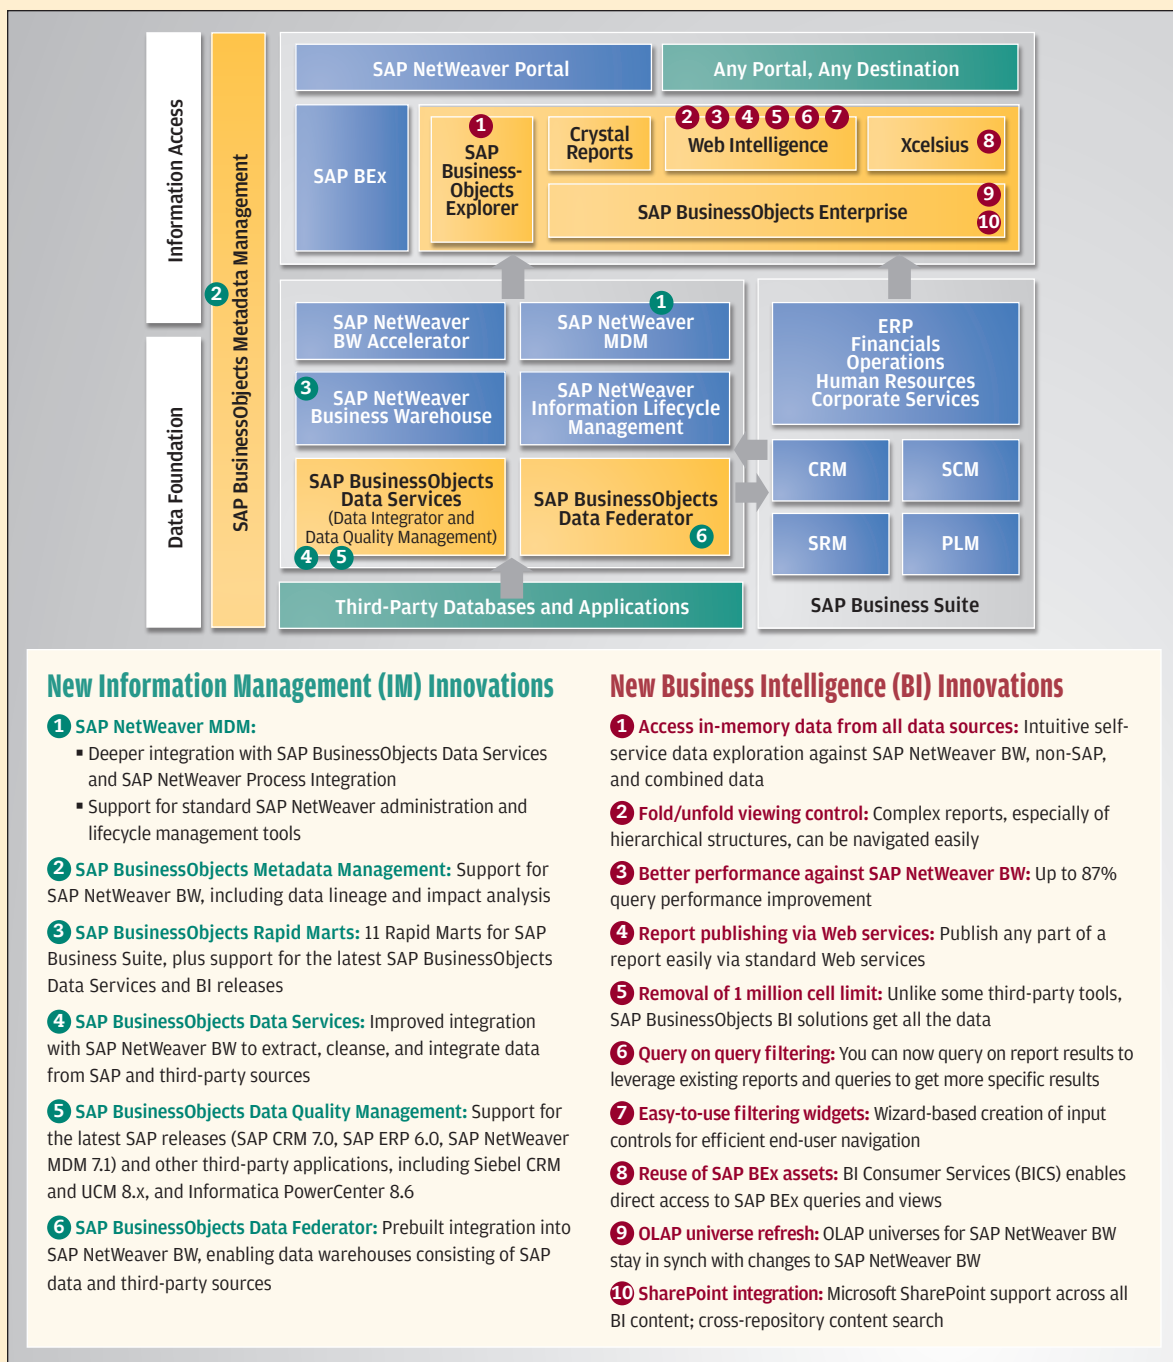 Information Access
Data Foundation
SAP BusinessObjects Metadata Management
2
SAP NetWeaver Portal
Any Portal, Any Destination
SAP BEx
1
SAP
Business-
Objects
Explorer
Crystal
Reports
2 3 4 5 6 7
Web Intelligence
Xcelsius 8
SAP BusinessObjects Enterprise
9
10
SAP NetWeaver
BW Accelerator
1
SAP NetWeaver
MDM
3
SAP NetWeaver
Business Warehouse
SAP NetWeaver
Information Lifecycle
Management
SAP BusinessObjects
Data Services
(Data Integrator and
Data Quality Management)
4 5
SAP BusinessObjects
Data Federator
6
Third-Party Databases and Applications
ERP
Financials
Operations
Human Resources
Corporate Services
CRM
SCM
SRM
PLM
SAP Business Suite
New Information Management (IM) Innovations
1 SAP NetWeaver MDM:
▪ Deeper integration with SAP BusinessObjects Data Services
and SAP NetWeaver Process Integration
▪ Support for standard SAP NetWeaver administration and
lifecycle management tools
2 SAP BusinessObjects Metadata Management: Support for
SAP NetWeaver BW, including data lineage and impact analysis
3 SAP BusinessObjects Rapid Marts: 11 Rapid Marts for SAP
Business Suite, plus support for the latest SAP BusinessObjects
Data Services and BI releases
4 SAP BusinessObjects Data Services: Improved integration
with SAP NetWeaver BW to extract, cleanse, and integrate data
from SAP and third-party sources
5 SAP BusinessObjects Data Quality Management: Support for
the latest SAP releases (SAP CRM 7.0, SAP ERP 6.0, SAP NetWeaver
MDM 7.1) and other third-party applications, including Siebel CRM
and UCM 8.x, and Informatica PowerCenter 8.6
6 SAP BusinessObjects Data Federator: Prebuilt integration into
SAP NetWeaver BW, enabling data warehouses consisting of SAP
data and third-party sources
New Business Intelligence (BI) Innovations
1 Access in-memory data from all data sources: Intuitive self-
service data exploration against SAP NetWeaver BW, non-SAP,
and combined data
2 Fold/unfold viewing control: Complex reports, especially of
hierarchical structures, can be navigated easily
3 Better performance against SAP NetWeaver BW: Up to 87%
query performance improvement
4 Report publishing via Web services: Publish any part of a
report easily via standard Web services
5 Removal of 1 million cell limit: Unlike some third-party tools,
SAP BusinessObjects BI solutions get all the data
6 Query on query filtering: You can now query on report results to
leverage existing reports and queries to get more specific results
7 Easy-to-use filtering widgets: Wizard-based creation of input
controls for efficient end-user navigation
8 Reuse of SAP BEx assets: BI Consumer Services (BICS) enables
direct access to SAP BEx queries and views
9 OLAP universe refresh: OLAP universes for SAP NetWeaver BW
stay in synch with changes to SAP NetWeaver BW
10 SharePoint integration: Microsoft SharePoint support across all
BI content; cross-repository content search